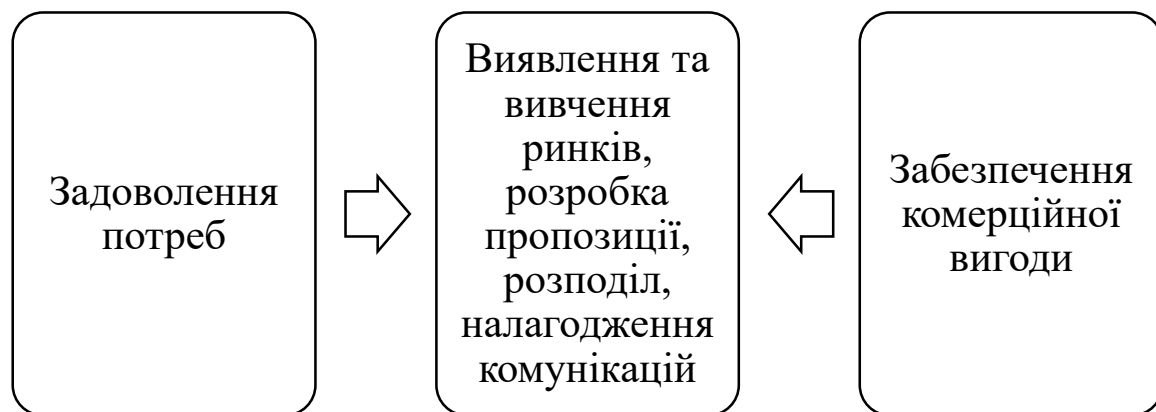 Задоволення
потреб
Виявлення та
вивчення
ринків,
розробка
пропозиції,
розподіл,
налагодження
комунікацій
Забезпечення
комерційної
вигоди